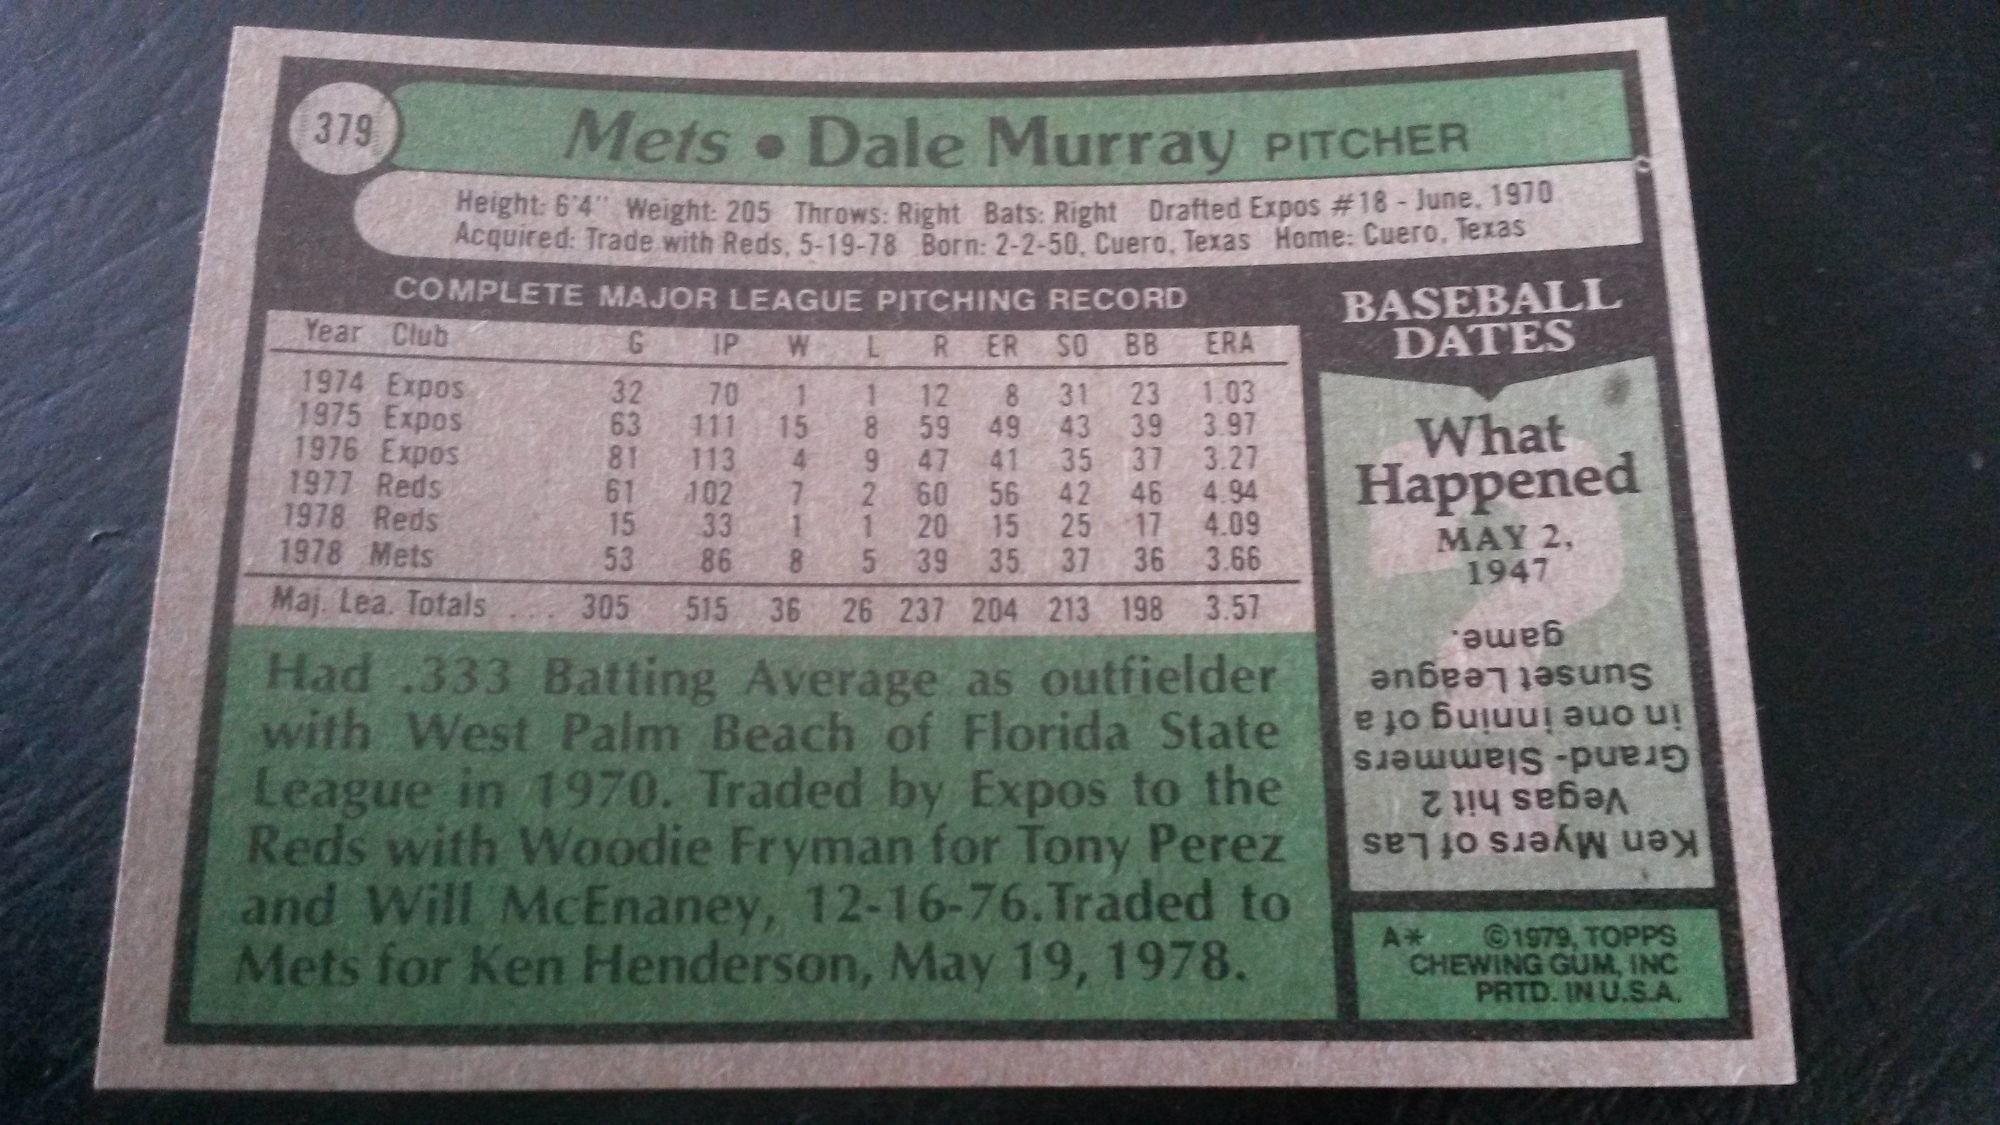 379
Mets • Dale Murray PITCHER
Height: 6'4" Weight: 205 Throws: Right Bats: Right Drafted Expos #18 - June, 1970
Acquired: Trade with Reds, 5-19-78 Born: 2-2-50, Cuero, Texas Home: Cuero, Texas
COMPLETE MAJOR LEAGUE PITCHING RECORD
Year Club G IP W L R ER SO BB ERA
1974 Expos 32 70 1 1 12 8 31 23 1.03
1975 Expos 63 111 15 8 59 49 43 39 3.97
1976 Expos 81 113 4 9 47 41 35 37 3.27
1977 Reds 61 102 7 2 60 56 42 46 4.94
1978 Reds 15 33 1 1 20 15 25 17 4.09
1978 Mets 53 86 8 5 39 35 37 36 3.66
Maj. Lea. Totals ... 305 515 36 26 237 204 213 198 3.57
Had .333 Batting Average as outfielder
with West Palm Beach of Florida State
League in 1970. Traded by Expos to the
Reds with Woodie Fryman for Tony Perez
and Will McEnaney, 12-16-76. Traded to
Mets for Ken Henderson, May 19, 1978.
BASEBALL
DATES
What
Happened
MAY 2,
1947
Ken Myers of Las
Vegas hit 2
Grand-Slammers
in one inning of a
Sunset League
game.
A* ©1979, TOPPS
CHEWING GUM, INC
PRTD. IN U.S.A.